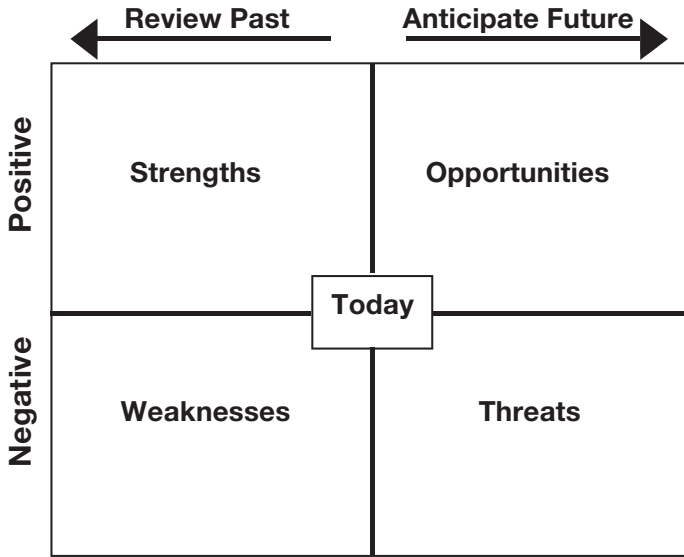 Review Past
Anticipate Future
Positive
Strengths
Opportunities
Today
Negative
Weaknesses
Threats